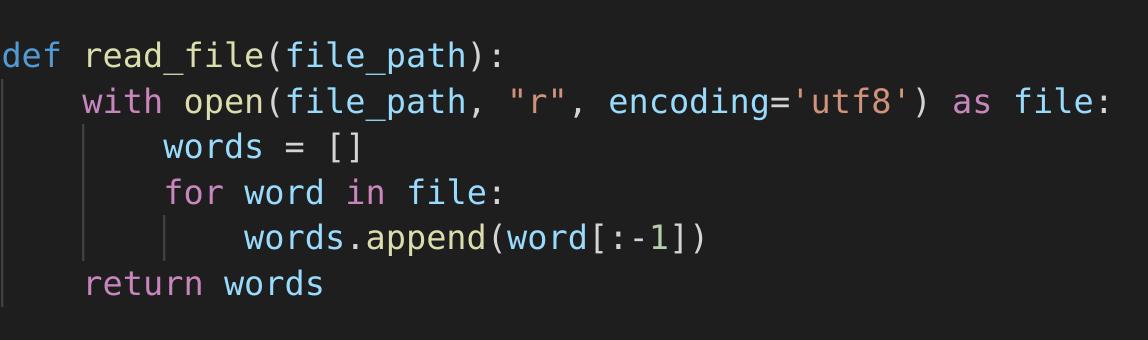 def read_file(file_path):
    with open(file_path, "r", encoding='utf8') as file:
        words = []
        for word in file:
            words.append(word[:-1])
    return words